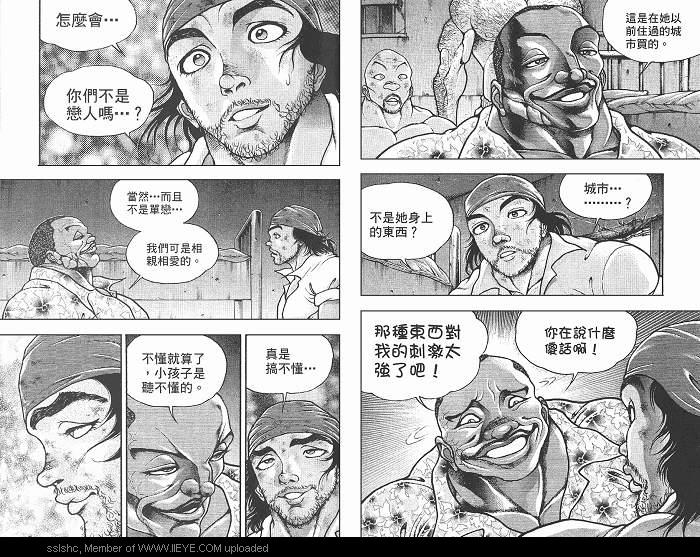 這是在她以
前住過的城
市買的。
城市⋯
⋯⋯⋯？
不是她身上
的東西？
你在說什麼
傻話啊！
那種東西對
我的刺激太
強了吧！
怎麼會⋯
你們不是
戀人嗎⋯？
當然⋯而且
不是單戀⋯
我們可是相
親相愛的。
真是
搞不懂⋯
不懂就算了
，小孩子是
聽不懂的。
sslshc, Member of WWW.IIEYE.COM uploaded